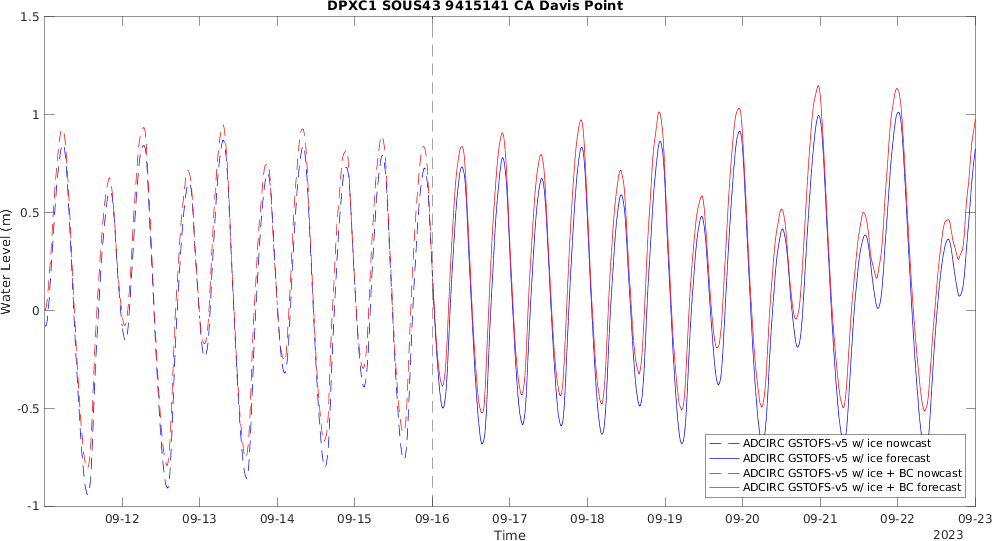 DPXC1 SOUS43 9415141 CA Davis Point
Water Level (m)
1.5
1
0.5
0
-0.5
-1
ADCIRC GSTOFS-v5 w/ ice nowcast
ADCIRC GSTOFS-v5 w/ ice forecast
ADCIRC GSTOFS-v5 w/ ice + BC nowcast
ADCIRC GSTOFS-v5 w/ ice + BC forecast
09-12 09-13 09-14 09-15 09-16 09-17 09-18 09-19 09-20 09-21 09-22 09-23
Time
2023